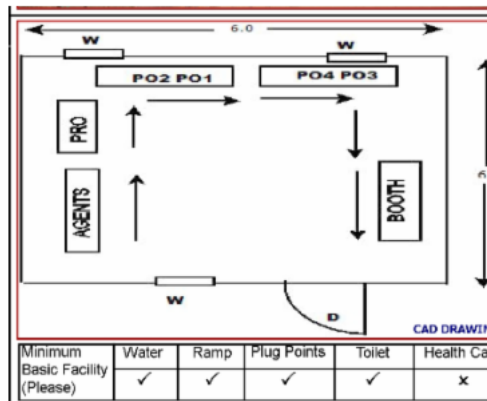 6.0
W
W
PO2 PO1
PO4 PO3
PRO
AGENTS
BOOTH
6
W
D
CAD DRAWIN
Minimum Basic Facility (Please)
Water
Ramp
Plug Points
Toilet
Health Ca
✓
✓
✓
✓
x